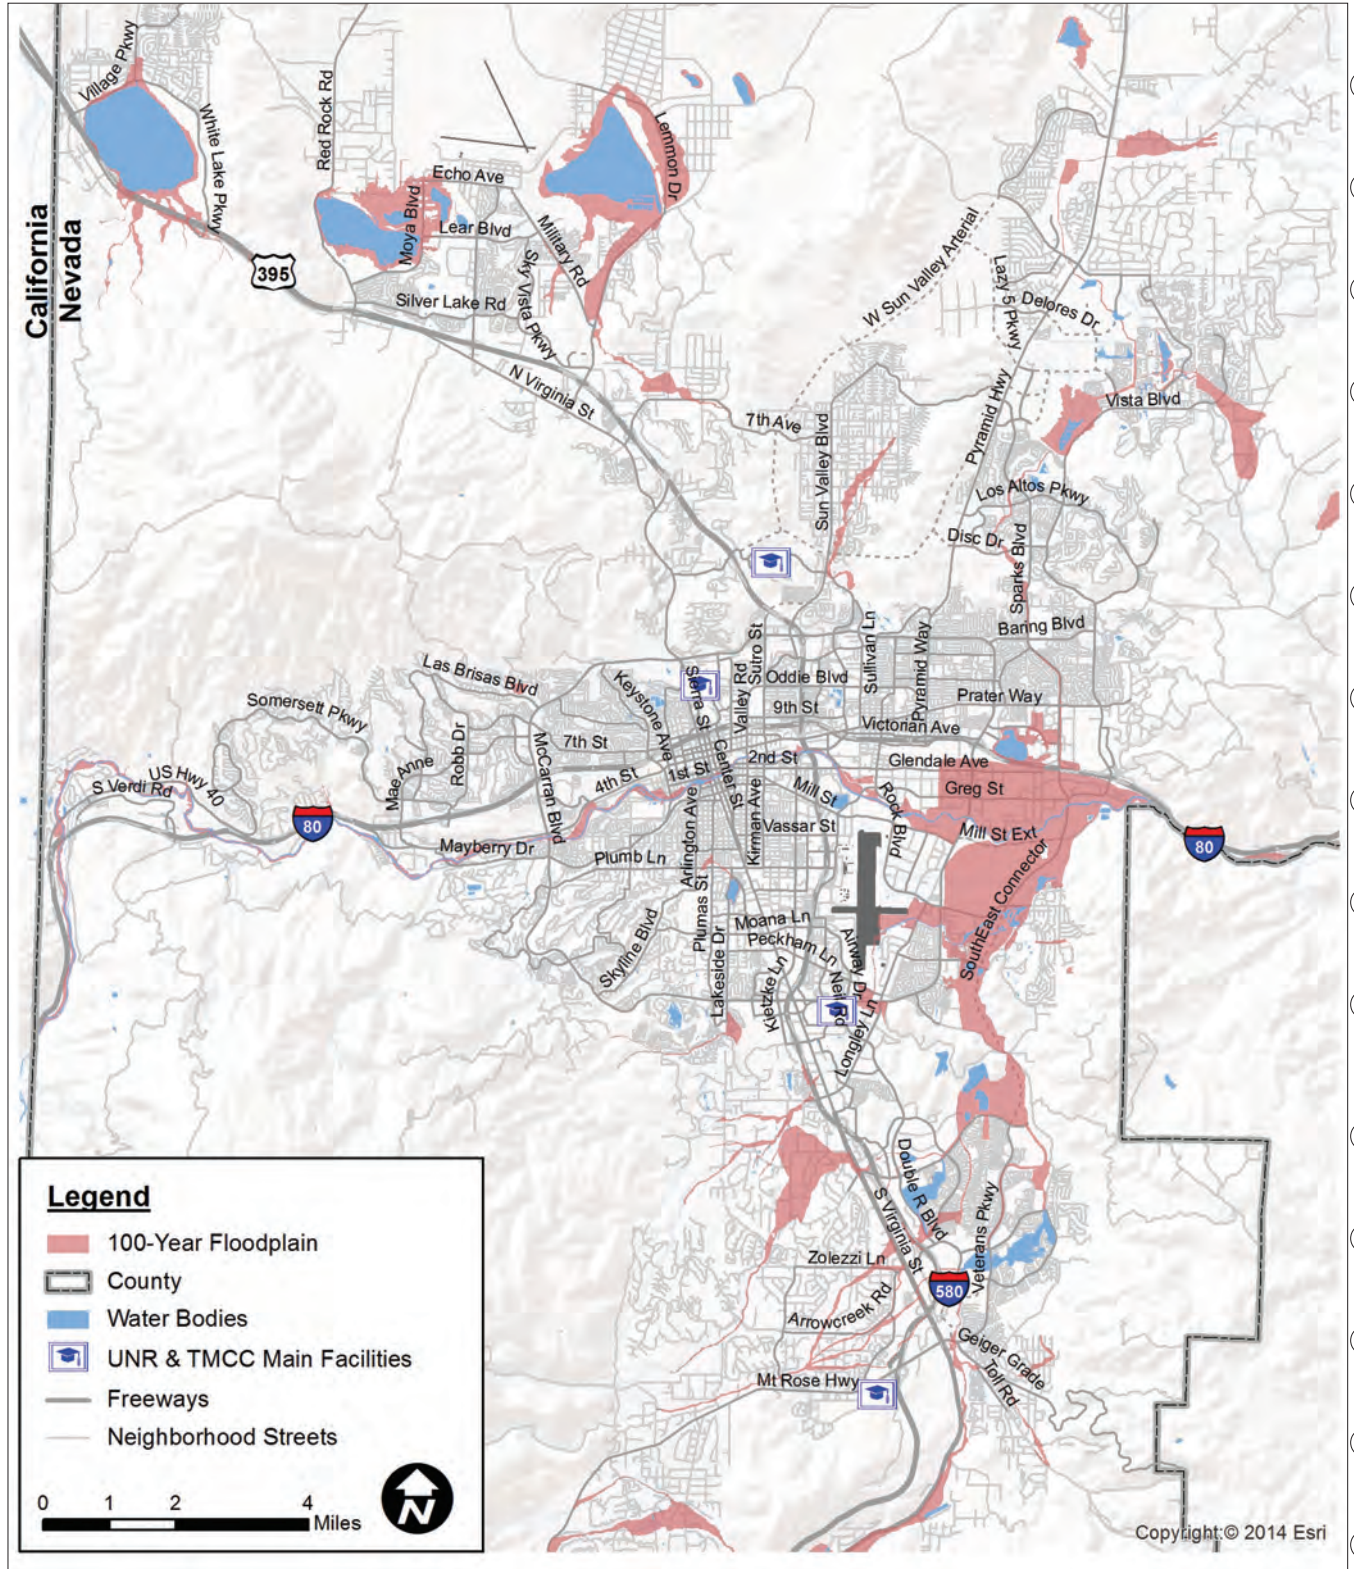 Village Pkwy
White Lake Pkwy
Red Rock Rd
Echo Ave
Lemmon Dr
Moya Blvd
Lear Blvd
Military Rd
Sky Vista Pkwy
Silver Lake Rd
California
Nevada
395
N Virginia St
W Sun Valley Arterial
Lazy 5 Pkwy
Delores Dr
Pyramid Hwy
Vista Blvd
7th Ave
Sun Valley Blvd
Los Altos Pkwy
Disc Dr
Sparks Blvd
Baring Blvd
Sullivan Ln
Pyramid Way
Sutro St
Valley Rd
Oddie Blvd
Prater Way
Las Brisas Blvd
Keystone Ave
Sierra St
9th St
Victorian Ave
Somersett Pkwy
Robb Dr
7th St
McCarran Blvd
Mae Anne
4th St
1st St
Center St
2nd St
Glendale Ave
Greg St
US Hwy 40
S Verdi Rd
80
Mayberry Dr
Plumb Ln
Arlington Ave
Kirman Ave
Mill St
Vassar St
Rock Blvd
Mill St Ext
80
SouthEast Connector
Skyline Blvd
Plumas St
Lakeside Dr
Moana Ln
Peckham Ln
Kietzke Ln
Airway Dr
Neil Rd
Longley Ln
Double R Blvd
S Virginia St
Veterans Pkwy
Zolezzi Ln
Arrowcreek Rd
580
Geiger Grade
Toll Rd
Mt Rose Hwy
Legend
100-Year Floodplain
County
Water Bodies
UNR & TMCC Main Facilities
Freeways
Neighborhood Streets
0 1 2 4
Miles
N
Copyright:© 2014 Esri